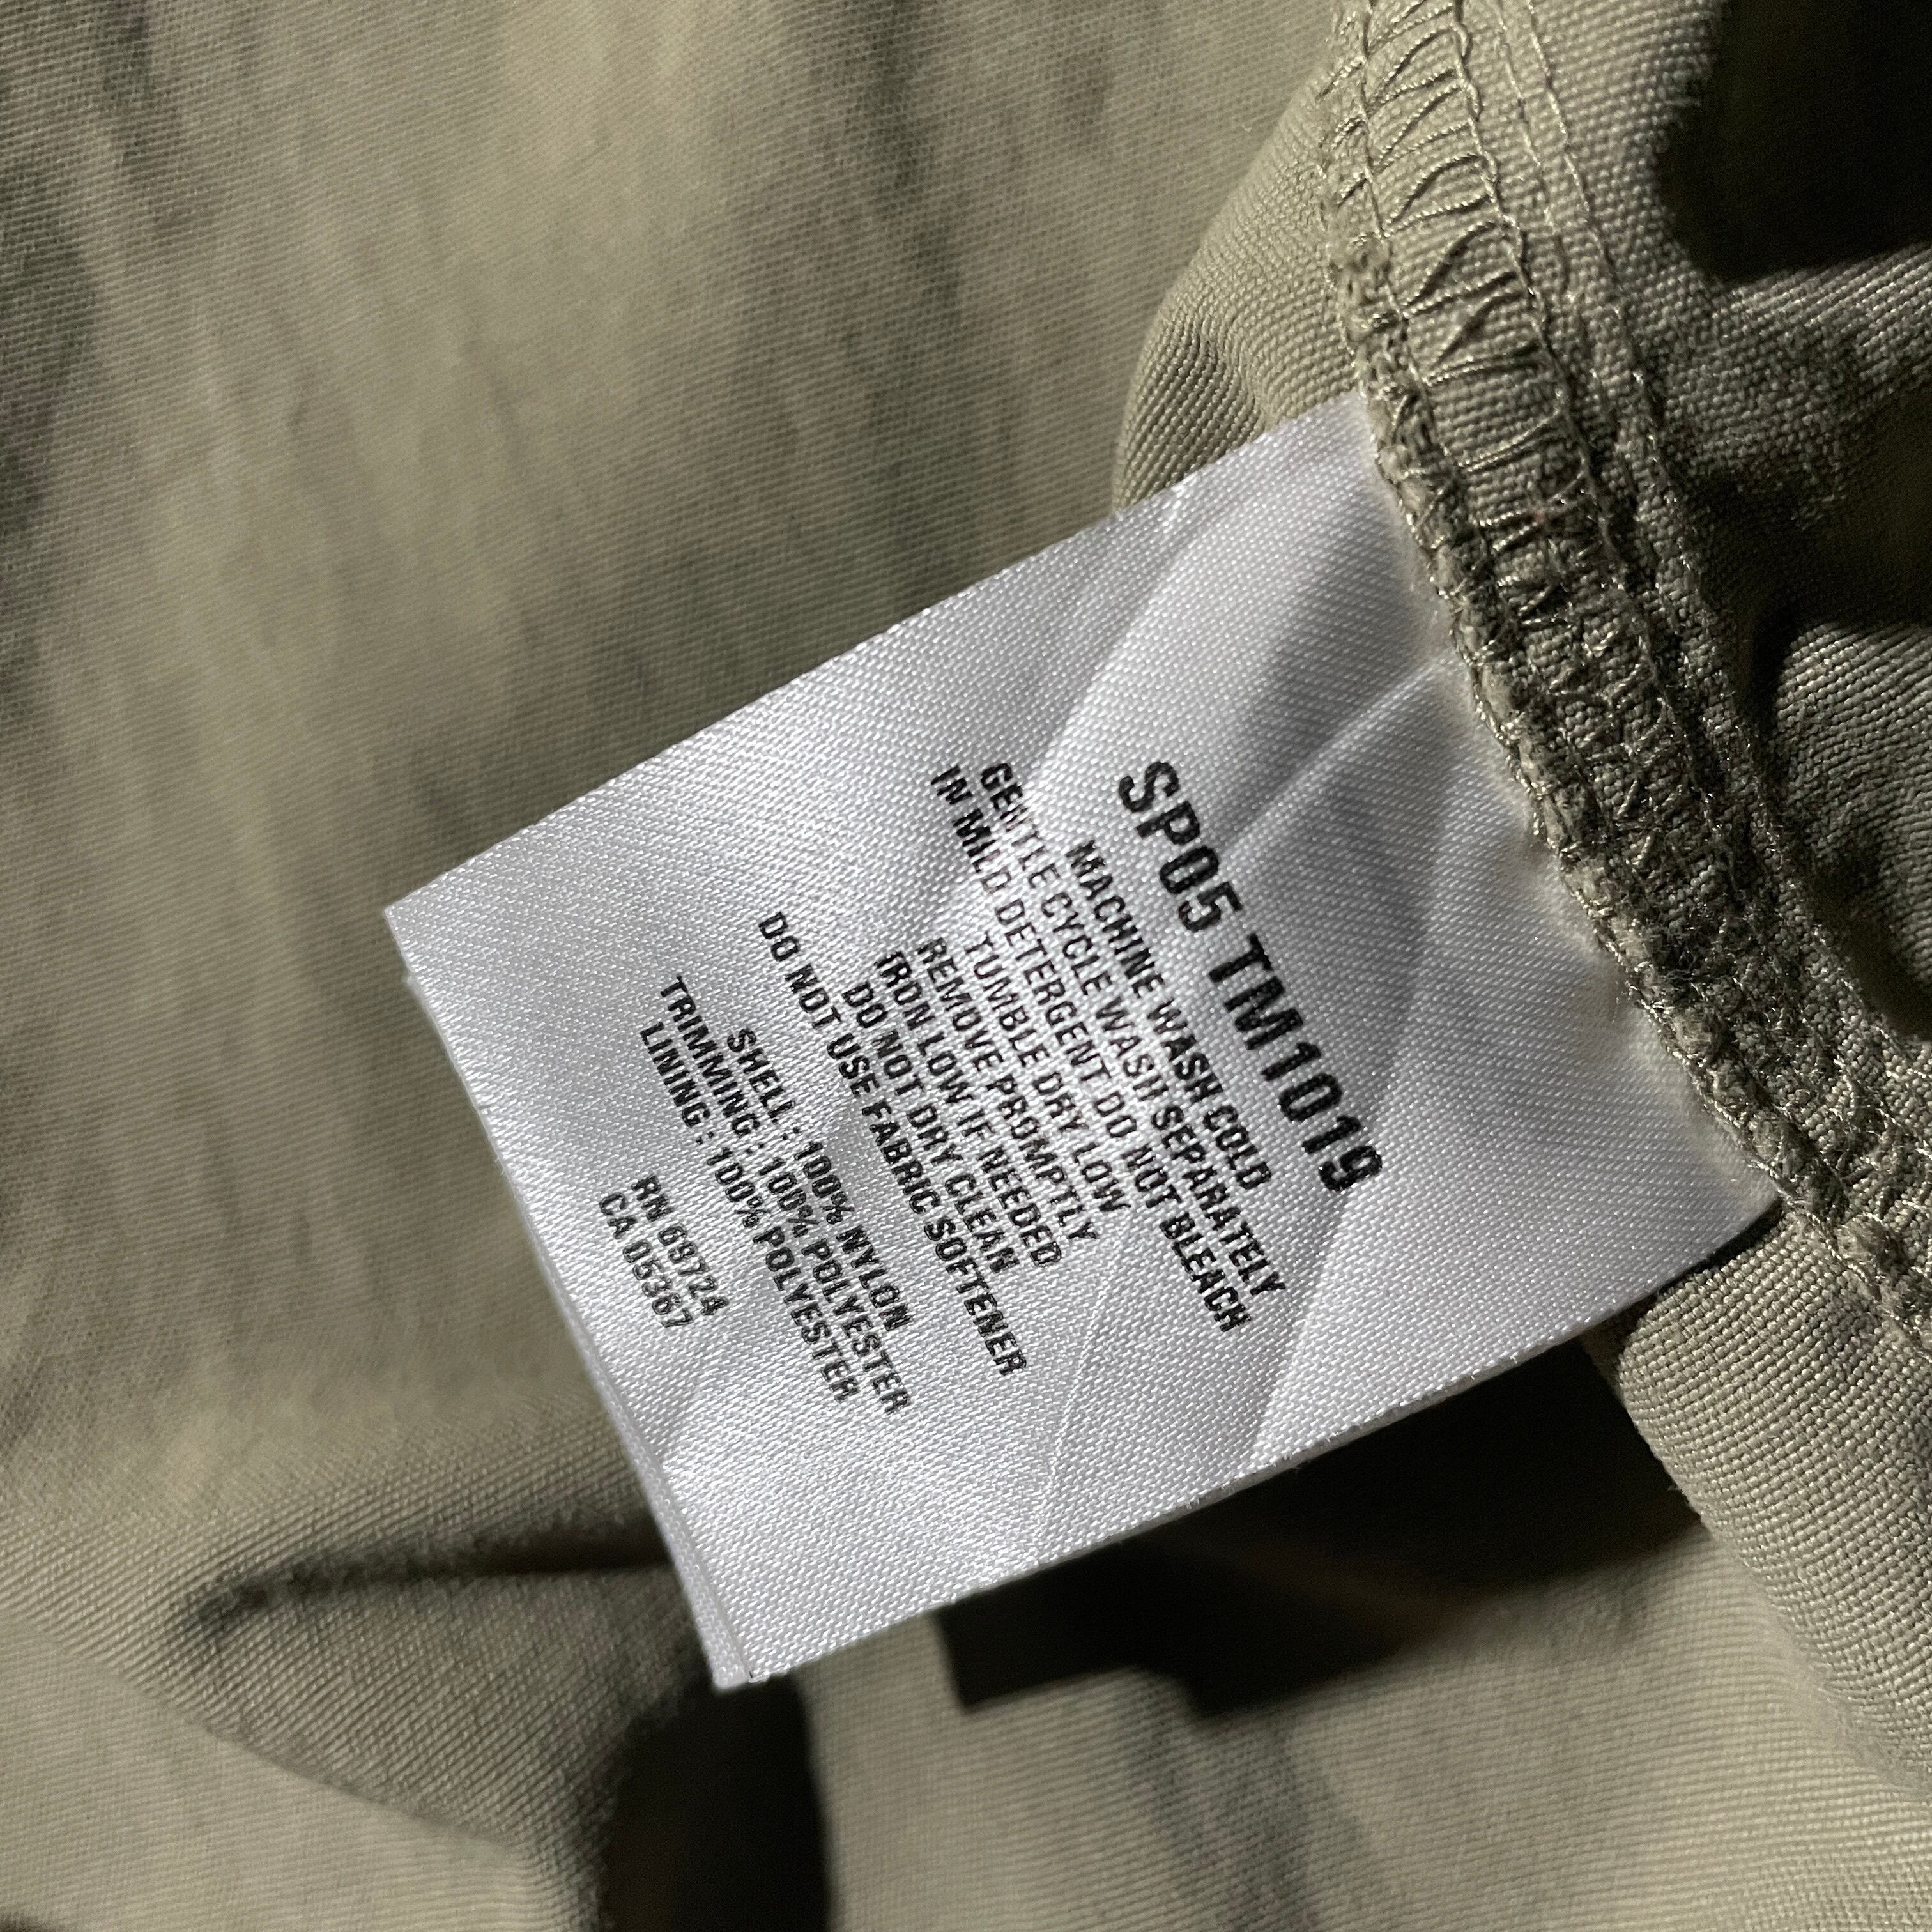 SP05 TM1019
MACHINE WASH COLD
GENTLE CYCLE WASH SEPARATELY
IN MILD DETERGENT DO NOT BLEACH
TUMBLE DRY LOW
REMOVE PROMPTLY
IRON LOW IF NEEDED
DO NOT DRY CLEAN
DO NOT USE FABRIC SOFTENER
SHELL : 100% NYLON
TRIMMING : 100% POLYESTER
LINING : 100% POLYESTER
RN 69724
CA 05367